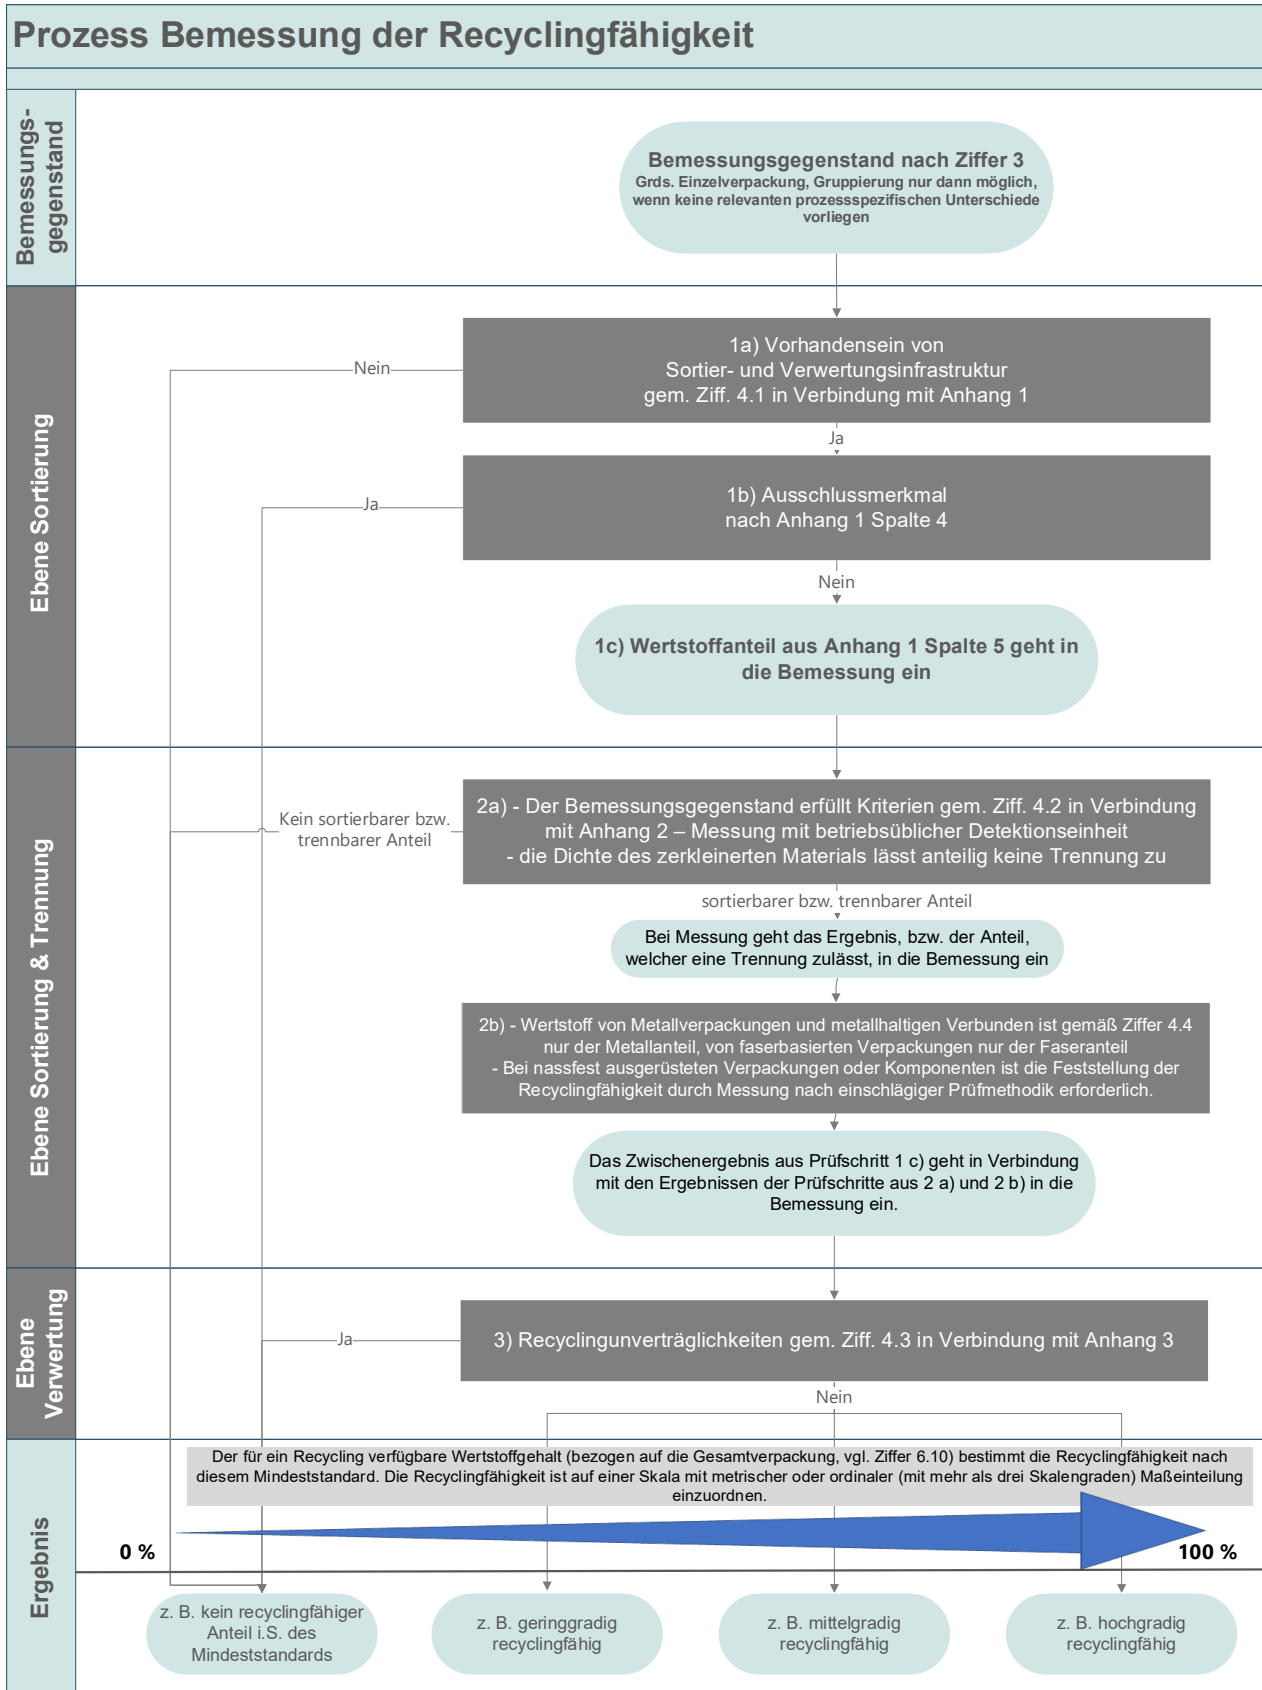 Prozess Bemessung der Recyclingfähigkeit
Bemessungs-
gegenstand
Bemessungsgegenstand nach Ziffer 3
Grds. Einzelverpackung, Gruppierung nur dann möglich,
wenn keine relevanten prozessspezifischen Unterschiede
vorliegen
Ebene Sortierung
1a) Vorhandensein von
Sortier- und Verwertungsinfrastruktur
gem. Ziff. 4.1 in Verbindung mit Anhang 1
Nein
Ja
1b) Ausschlussmerkmal
nach Anhang 1 Spalte 4
Ja
Nein
1c) Wertstoffanteil aus Anhang 1 Spalte 5 geht in
die Bemessung ein
Ebene Sortierung & Trennung
2a) - Der Bemessungsgegenstand erfüllt Kriterien gem. Ziff. 4.2 in Verbindung
mit Anhang 2 – Messung mit betriebsüblicher Detektionseinheit
- die Dichte des zerkleinerten Materials lässt anteilig keine Trennung zu
Kein sortierbarer bzw.
trennbarer Anteil
sortierbarer bzw. trennbarer Anteil
Bei Messung geht das Ergebnis, bzw. der Anteil,
welcher eine Trennung zulässt, in die Bemessung ein
2b) - Wertstoff von Metallverpackungen und metallhaltigen Verbunden ist gemäß Ziffer 4.4
nur der Metallanteil, von faserbasierten Verpackungen nur der Faseranteil
- Bei nassfest ausgerüsteten Verpackungen oder Komponenten ist die Feststellung der
Recyclingfähigkeit durch Messung nach einschlägiger Prüfmethodik erforderlich.
Das Zwischenergebnis aus Prüfschritt 1 c) geht in Verbindung
mit den Ergebnissen der Prüfschritte aus 2 a) und 2 b) in die
Bemessung ein.
Ebene
Verwertung
3) Recyclingunverträglichkeiten gem. Ziff. 4.3 in Verbindung mit Anhang 3
Ja
Nein
Ergebnis
Der für ein Recycling verfügbare Wertstoffgehalt (bezogen auf die Gesamtverpackung, vgl. Ziffer 6.10) bestimmt die Recyclingfähigkeit nach
diesem Mindeststandard. Die Recyclingfähigkeit ist auf einer Skala mit metrischer oder ordinaler (mit mehr als drei Skalengraden) Maßeinteilung
einzuordnen.
0 %
100 %
z. B. kein recyclingfähiger
Anteil i.S. des
Mindeststandards
z. B. geringgradig
recyclingfähig
z. B. mittelgradig
recyclingfähig
z. B. hochgradig
recyclingfähig